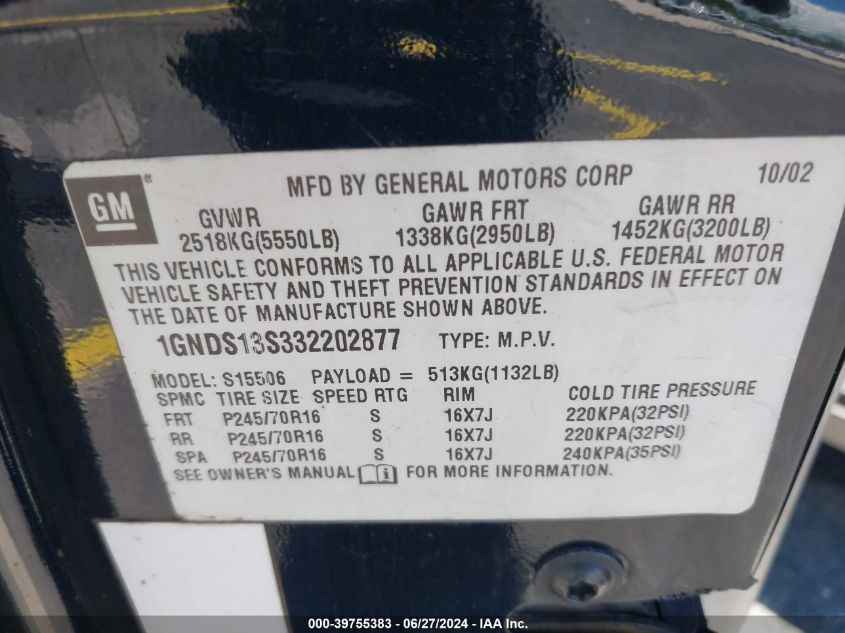 GM®
MFD BY GENERAL MOTORS CORP 10/02
GVWR GAWR FRT GAWR RR
2518KG(5550LB) 1338KG(2950LB) 1452KG(3200LB)
THIS VEHICLE CONFORMS TO ALL APPLICABLE U.S. FEDERAL MOTOR
VEHICLE SAFETY AND THEFT PREVENTION STANDARDS IN EFFECT ON
THE DATE OF MANUFACTURE SHOWN ABOVE.
1GNDS13S332202877 TYPE: M.P.V.
MODEL: S15506 PAYLOAD = 513KG(1132LB)
SPMC TIRE SIZE SPEED RTG RIM COLD TIRE PRESSURE
FRT P245/70R16 S 16X7J 220KPA(32PSI)
RR P245/70R16 S 16X7J 220KPA(32PSI)
SPA P245/70R16 S 16X7J 240KPA(35PSI)
SEE OWNER'S MANUAL i FOR MORE INFORMATION.
000-39755383 - 06/27/2024 - IAA Inc.